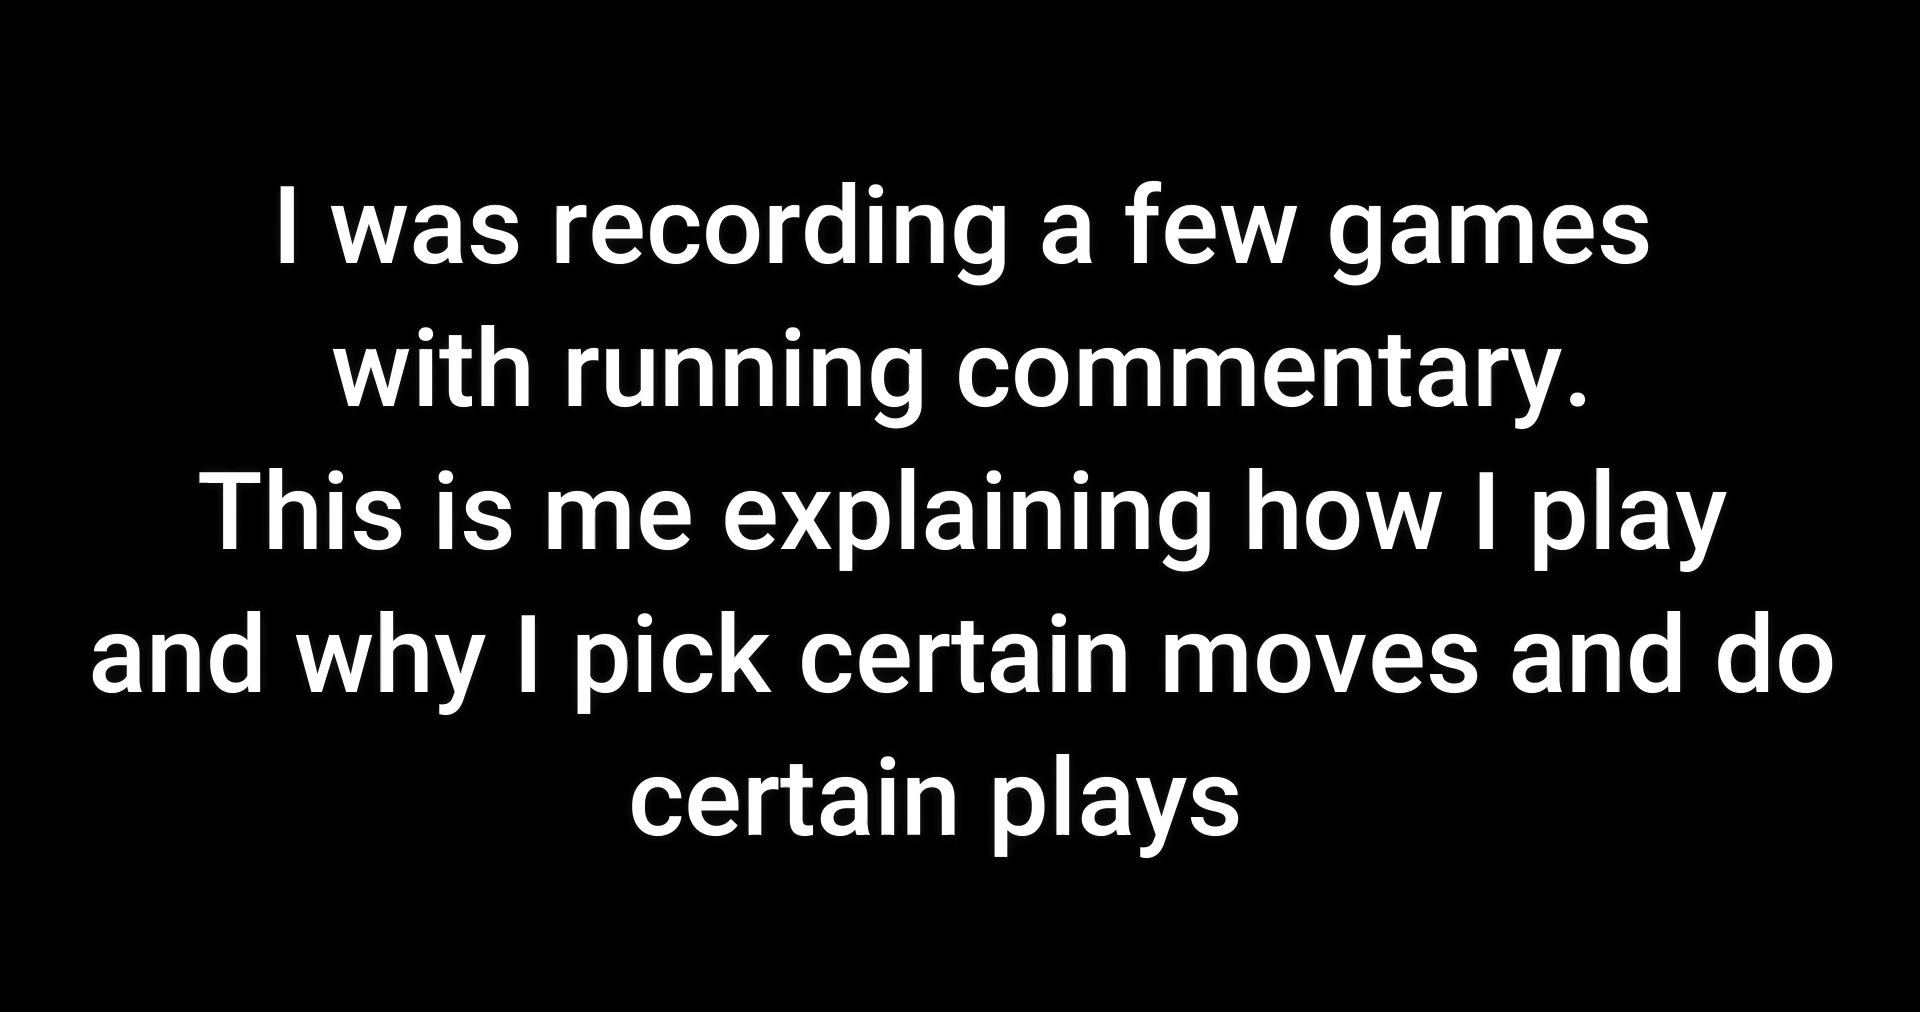 I was recording a few games
with running commentary.
This is me explaining how I play
and why I pick certain moves and do
certain plays